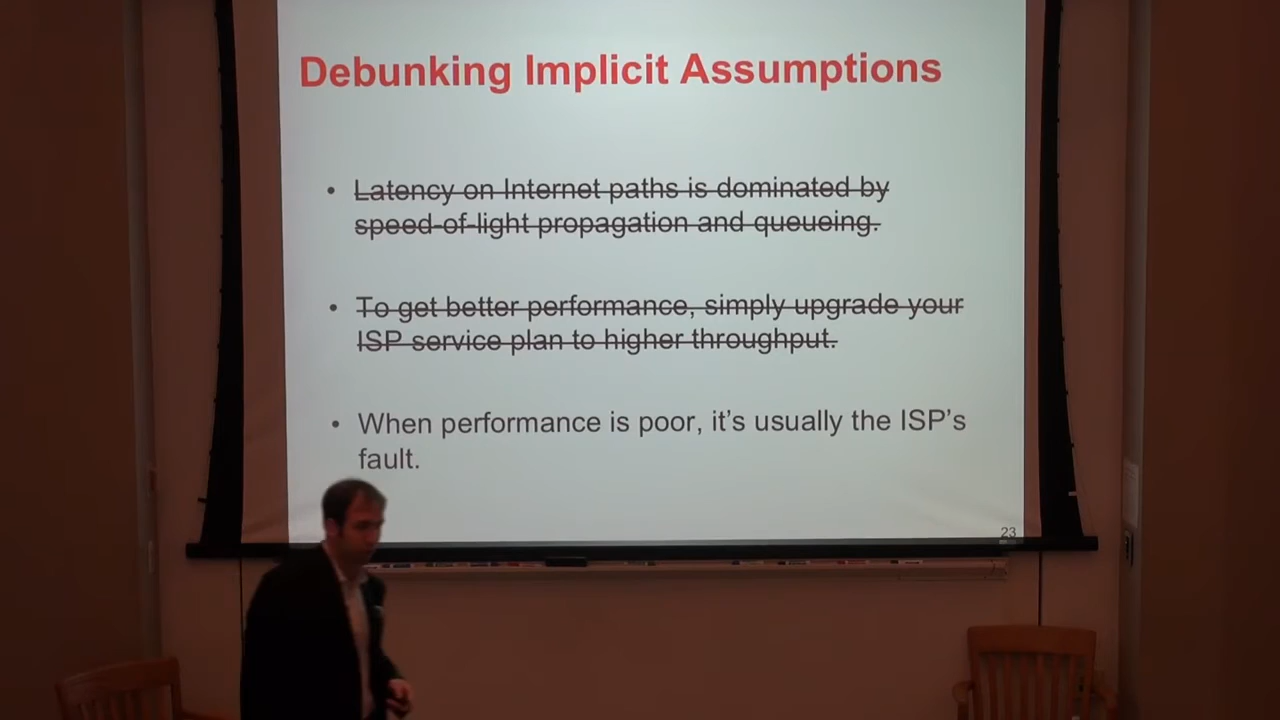 Debunking Implicit Assumptions
• Latency on Internet paths is dominated by
speed-of-light propagation and queueing.
• To get better performance, simply upgrade your
ISP service plan to higher throughput.
• When performance is poor, it's usually the ISP's
fault.
23